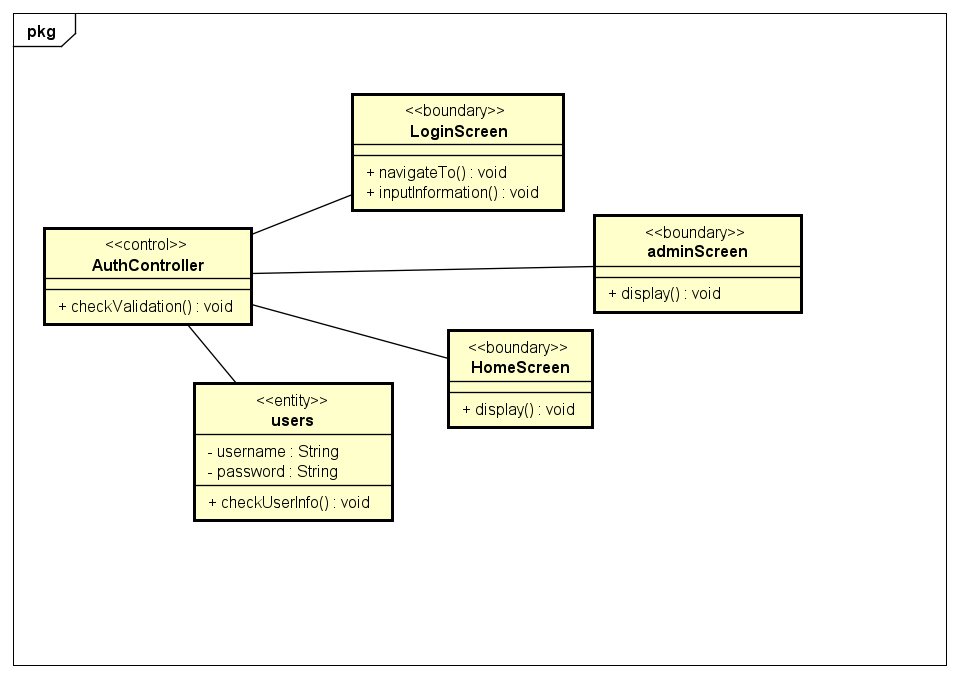 pkg
<<boundary>>
LoginScreen
+ navigateTo() : void
+ inputInformation() : void
<<control>>
AuthController
+ checkValidation() : void
<<boundary>>
adminScreen
+ display() : void
<<boundary>>
HomeScreen
+ display() : void
<<entity>>
users
- username : String
- password : String
+ checkUserInfo() : void